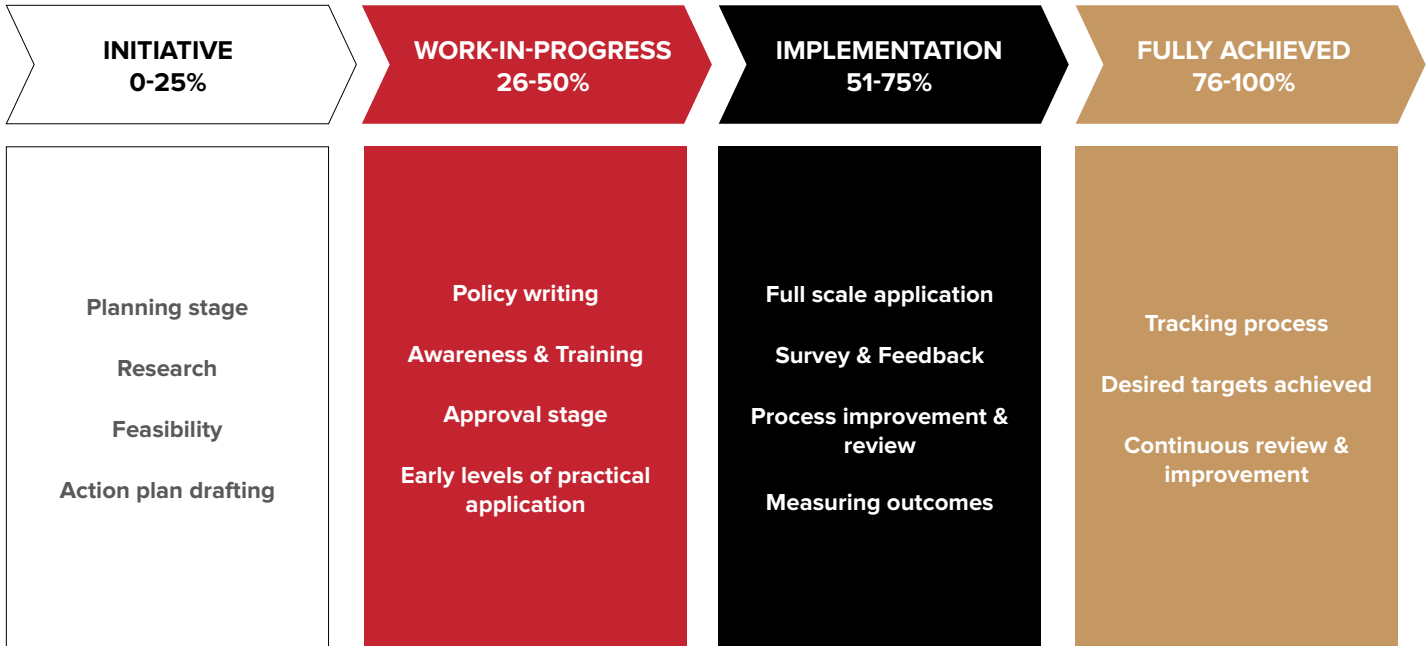 INITIATIVE
0-25%
WORK-IN-PROGRESS
26-50%
IMPLEMENTATION
51-75%
FULLY ACHIEVED
76-100%
Planning stage
Research
Feasibility
Action plan drafting
Policy writing
Awareness & Training
Approval stage
Early levels of practical
application
Full scale application
Survey & Feedback
Process improvement &
review
Measuring outcomes
Tracking process
Desired targets achieved
Continuous review &
improvement